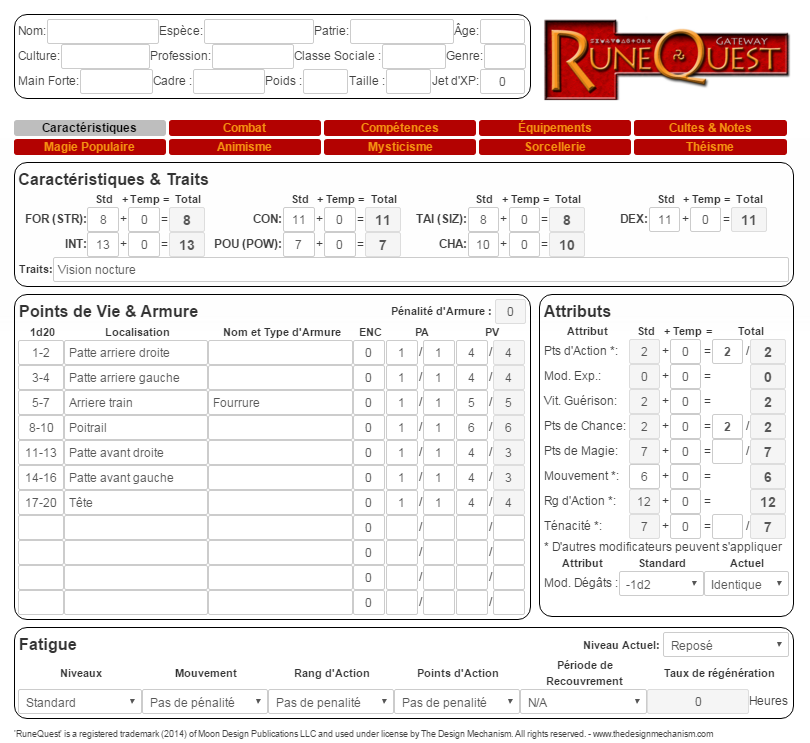 Nom: Espèce: Patrie: Âge:
Culture: Profession: Classe Sociale : Genre:
Main Forte: Cadre : Poids : Taille : Jet d'XP: 0
GATEWAY
RUNEQUEST
Caractéristiques Combat Compétences Équipements Cultes & Notes
Magie Populaire Animisme Mysticisme Sorcellerie Théisme
Caractéristiques & Traits
Std + Temp = Total Std + Temp = Total Std + Temp = Total Std + Temp = Total
FOR (STR): 8 + 0 = 8 CON: 11 + 0 = 11 TAI (SIZ): 8 + 0 = 8 DEX: 11 + 0 = 11
INT: 13 + 0 = 13 POU (POW): 7 + 0 = 7 CHA: 10 + 0 = 10
Traits: Vision nocture
Points de Vie & Armure Pénalité d'Armure : 0
1d20 Localisation Nom et Type d'Armure ENC PA PV
1-2 Patte arriere droite 0 1 / 1 4 / 4
3-4 Patte arriere gauche 0 1 / 1 4 / 4
5-7 Arriere train Fourrure 0 1 / 1 5 / 5
8-10 Poitrail 0 1 / 1 6 / 6
11-13 Patte avant droite 0 1 / 1 4 / 3
14-16 Patte avant gauche 0 1 / 1 4 / 3
17-20 Tête 0 1 / 1 4 / 4
0 / /
0 / /
0 / /
0 / /
Attributs
Attribut Std + Temp = Total
Pts d'Action *: 2 + 0 = 2 / 2
Mod. Exp.: 0 + 0 = 0
Vit. Guérison: 2 + 0 = 2
Pts de Chance: 2 + 0 = 2 / 2
Pts de Magie: 7 + 0 = / 7
Mouvement *: 6 + 0 = 6
Rg d'Action *: 12 + 0 = 12
Ténacité *: 7 + 0 = / 7
* D'autres modificateurs peuvent s'appliquer
Attribut Standard Actuel
Mod. Dégâts : -1d2 Identique
Fatigue Niveau Actuel: Reposé
Niveaux Mouvement Rang d'Action Points d'Action Période de Recouvrement Taux de régénération
Standard Pas de pénalité Pas de penalité Pas de penalité N/A 0 Heures
'RuneQuest' is a registered trademark (2014) of Moon Design Publications LLC and used under license by The Design Mechanism. All rights reserved. - www.thedesignmechanism.com